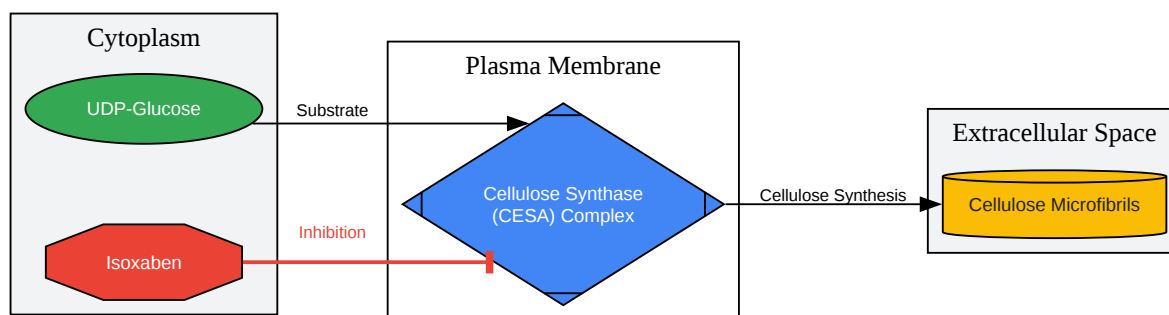 Cytoplasm
UDP-Glucose
Substrate
Isoxaben
Inhibition
Plasma Membrane
Cellulose Synthase
(CESA) Complex
Cellulose Synthesis
Extracellular Space
Cellulose Microfibrils